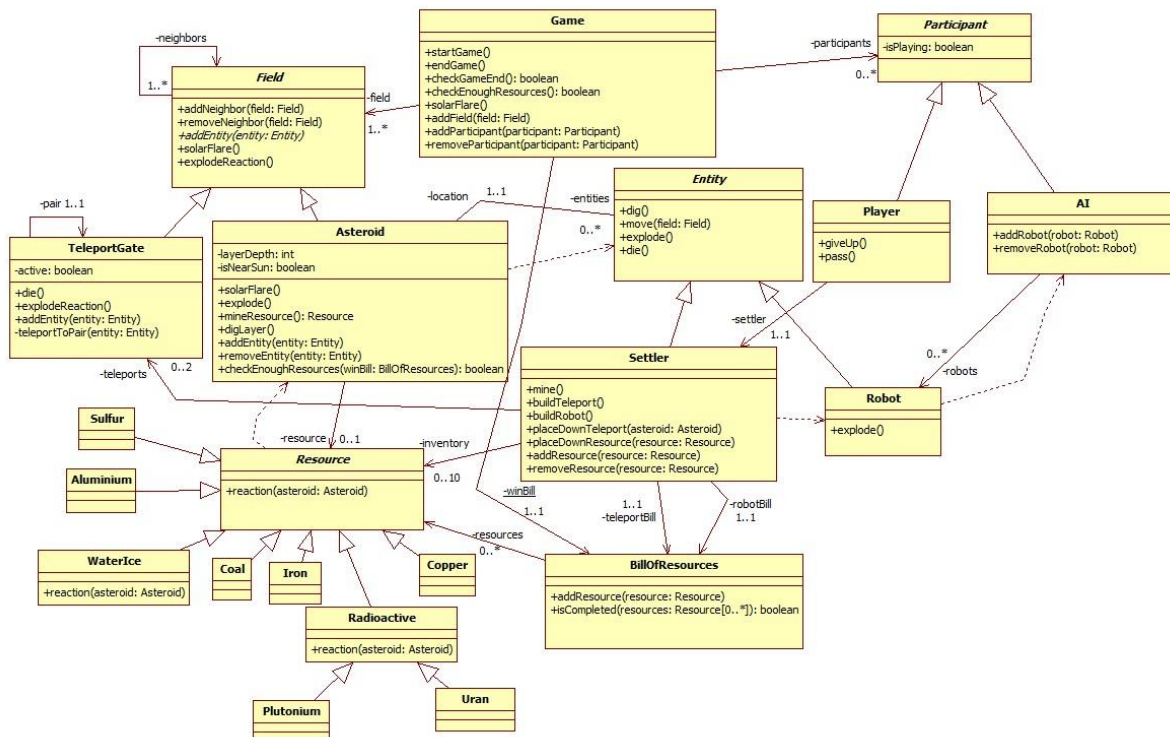 Game
+startGame()
+endGame()
+checkGameEnd(): boolean
+checkEnoughResources(): boolean
+solarFlare()
+addField(field: Field)
+addParticipant(participant: Participant)
+removeParticipant(participant: Participant)
Participant
-isPlaying: boolean
-participants
0..*
-neighbors
1..*
Field
+addNeighbor(field: Field)
+removeNeighbor(field: Field)
+addEntity(entity: Entity)
+solarFlare()
+explodeReaction()
-field
1..*
Entity
+dig()
+move(field: Field)
+explode()
+die()
-location
1..1
-entities
0..*
Player
+giveUp()
+pass()
AI
+addRobot(robot: Robot)
+removeRobot(robot: Robot)
-pair 1..1
TeleportGate
-active: boolean
+die()
+explodeReaction()
+addEntity(entity: Entity)
-teleportToPair(entity: Entity)
Asteroid
-layerDepth: int
-isNearSun: boolean
+solarFlare()
+explode()
+mineResource(): Resource
+digLayer()
+addEntity(entity: Entity)
+removeEntity(entity: Entity)
+checkEnoughResources(winBill: BillOfResources): boolean
-settler
1..1
0..*
-robots
0..2
-teleports
Settler
+mine()
+buildTeleport()
+buildRobot()
+placeDownTeleport(asteroid: Asteroid)
+placeDownResource(resource: Resource)
+addResource(resource: Resource)
+removeResource(resource: Resource)
Robot
+explode()
Sulfur
Aluminium
-resource
0..1
Resource
+reaction(asteroid: Asteroid)
-inventory
0..10
-winBill
1..1
1..1
-teleportBill
-robotBill
1..1
-resources
0..*
WaterIce
+reaction(asteroid: Asteroid)
Coal
Iron
Copper
BillOfResources
+addResource(resource: Resource)
+isCompleted(resources: Resource[0..*]): boolean
Radioactive
+reaction(asteroid: Asteroid)
Plutonium
Uran